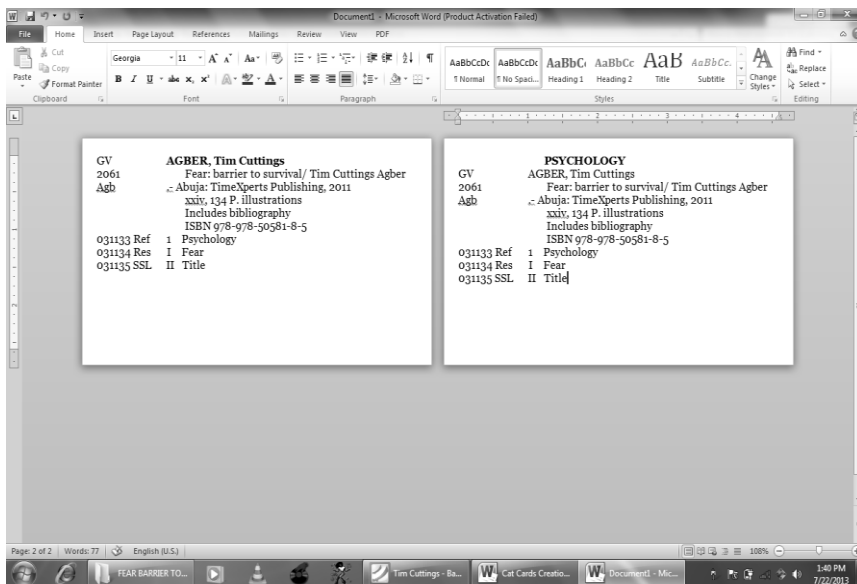 Document1 - Microsoft Word (Product Activation Failed)
File Home Insert Page Layout References Mailings Review View PDF
Cut
Copy
Format Painter
Paste
Clipboard
Georgia 11
Font
Paragraph
AaBbCcDc AaBbCcDc AaBbC AaBbCc AaB AaBbCc.
¶ Normal ¶ No Spaci... Heading 1 Heading 2 Title Subtitle
Change Styles
Styles
Find
Replace
Select
Editing
GV AGBER, Tim Cuttings
2061 Fear: barrier to survival/ Tim Cuttings Agber
Agb .- Abuja: TimeXperts Publishing, 2011
xxiv, 134 P. illustrations
Includes bibliography
ISBN 978-978-50581-8-5
031133 Ref 1 Psychology
031134 Res I Fear
031135 SSL II Title
PSYCHOLOGY
GV AGBER, Tim Cuttings
2061 Fear: barrier to survival/ Tim Cuttings Agber
Agb .- Abuja: TimeXperts Publishing, 2011
xxiv, 134 P. illustrations
Includes bibliography
ISBN 978-978-50581-8-5
031133 Ref 1 Psychology
031134 Res I Fear
031135 SSL II Title
Page: 2 of 2 Words: 77 English (U.S.) 108%
FEAR BARRIER TO... Tim Cuttings - Ba... Cat Cards Creatio... Document1 - Mic... 1:40 PM
7/22/2013